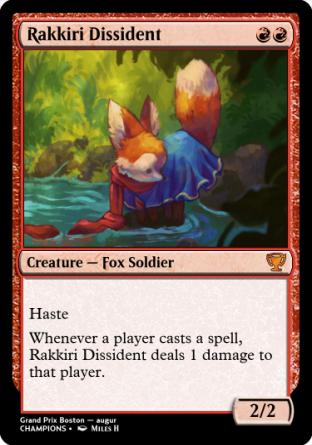 Rakkiri Dissident
Creature — Fox Soldier
Haste
Whenever a player casts a spell,
Rakkiri Dissident deals 1 damage to
that player.
2/2
Grand Prix Boston — augur
CHAMPIONS • Miles H